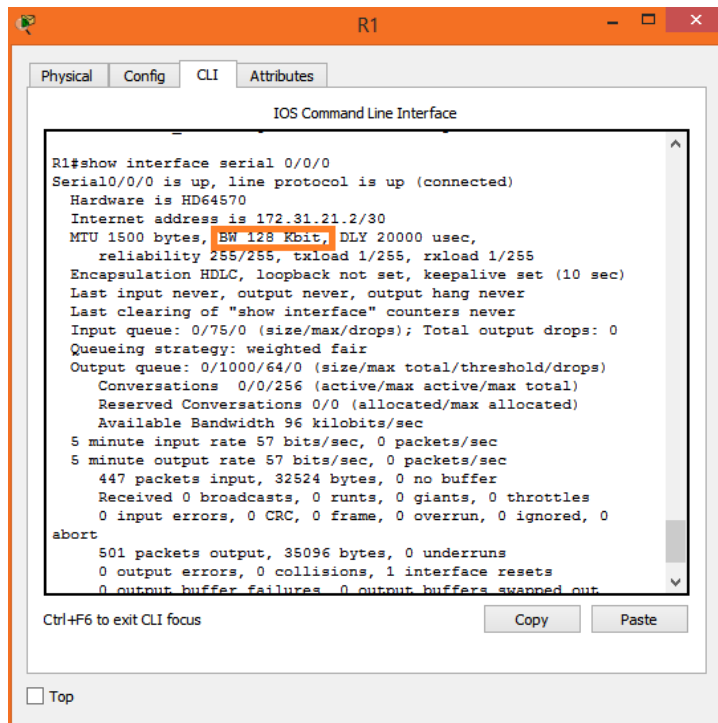 R1
Physical Config CLI Attributes
IOS Command Line Interface
R1#show interface serial 0/0/0
Serial0/0/0 is up, line protocol is up (connected)
Hardware is HD64570
Internet address is 172.31.21.2/30
MTU 1500 bytes, BW 128 Kbit, DLY 20000 usec,
reliability 255/255, txload 1/255, rxload 1/255
Encapsulation HDLC, loopback not set, keepalive set (10 sec)
Last input never, output never, output hang never
Last clearing of "show interface" counters never
Input queue: 0/75/0 (size/max/drops); Total output drops: 0
Queueing strategy: weighted fair
Output queue: 0/1000/64/0 (size/max total/threshold/drops)
Conversations 0/0/256 (active/max active/max total)
Reserved Conversations 0/0 (allocated/max allocated)
Available Bandwidth 96 kilobits/sec
5 minute input rate 57 bits/sec, 0 packets/sec
5 minute output rate 57 bits/sec, 0 packets/sec
447 packets input, 32524 bytes, 0 no buffer
Received 0 broadcasts, 0 runts, 0 giants, 0 throttles
0 input errors, 0 CRC, 0 frame, 0 overrun, 0 ignored, 0
abort
501 packets output, 35096 bytes, 0 underruns
0 output errors, 0 collisions, 1 interface resets
0 output buffer failures, 0 output buffers swapped out
Ctrl+F6 to exit CLI focus
Copy Paste
Top